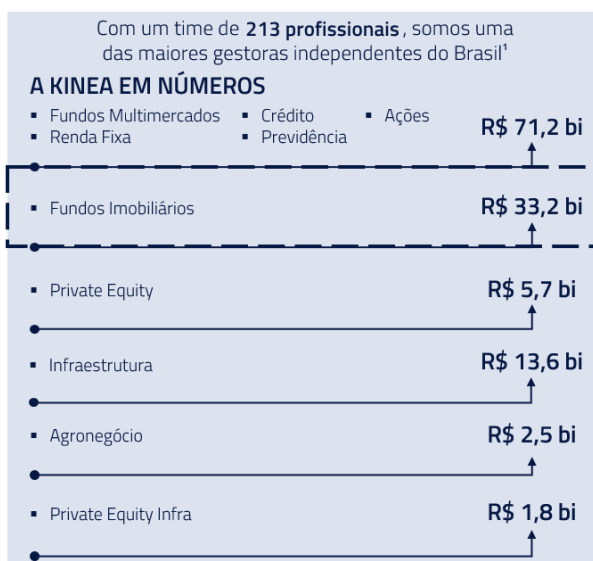 Com um time de 213 profissionais, somos uma
das maiores gestoras independentes do Brasil¹
A KINEA EM NÚMEROS
▪ Fundos Multimercados ▪ Crédito ▪ Ações
▪ Renda Fixa ▪ Previdência
R$ 71,2 bi
▪ Fundos Imobiliários R$ 33,2 bi
▪ Private Equity R$ 5,7 bi
▪ Infraestrutura R$ 13,6 bi
▪ Agronegócio R$ 2,5 bi
▪ Private Equity Infra R$ 1,8 bi